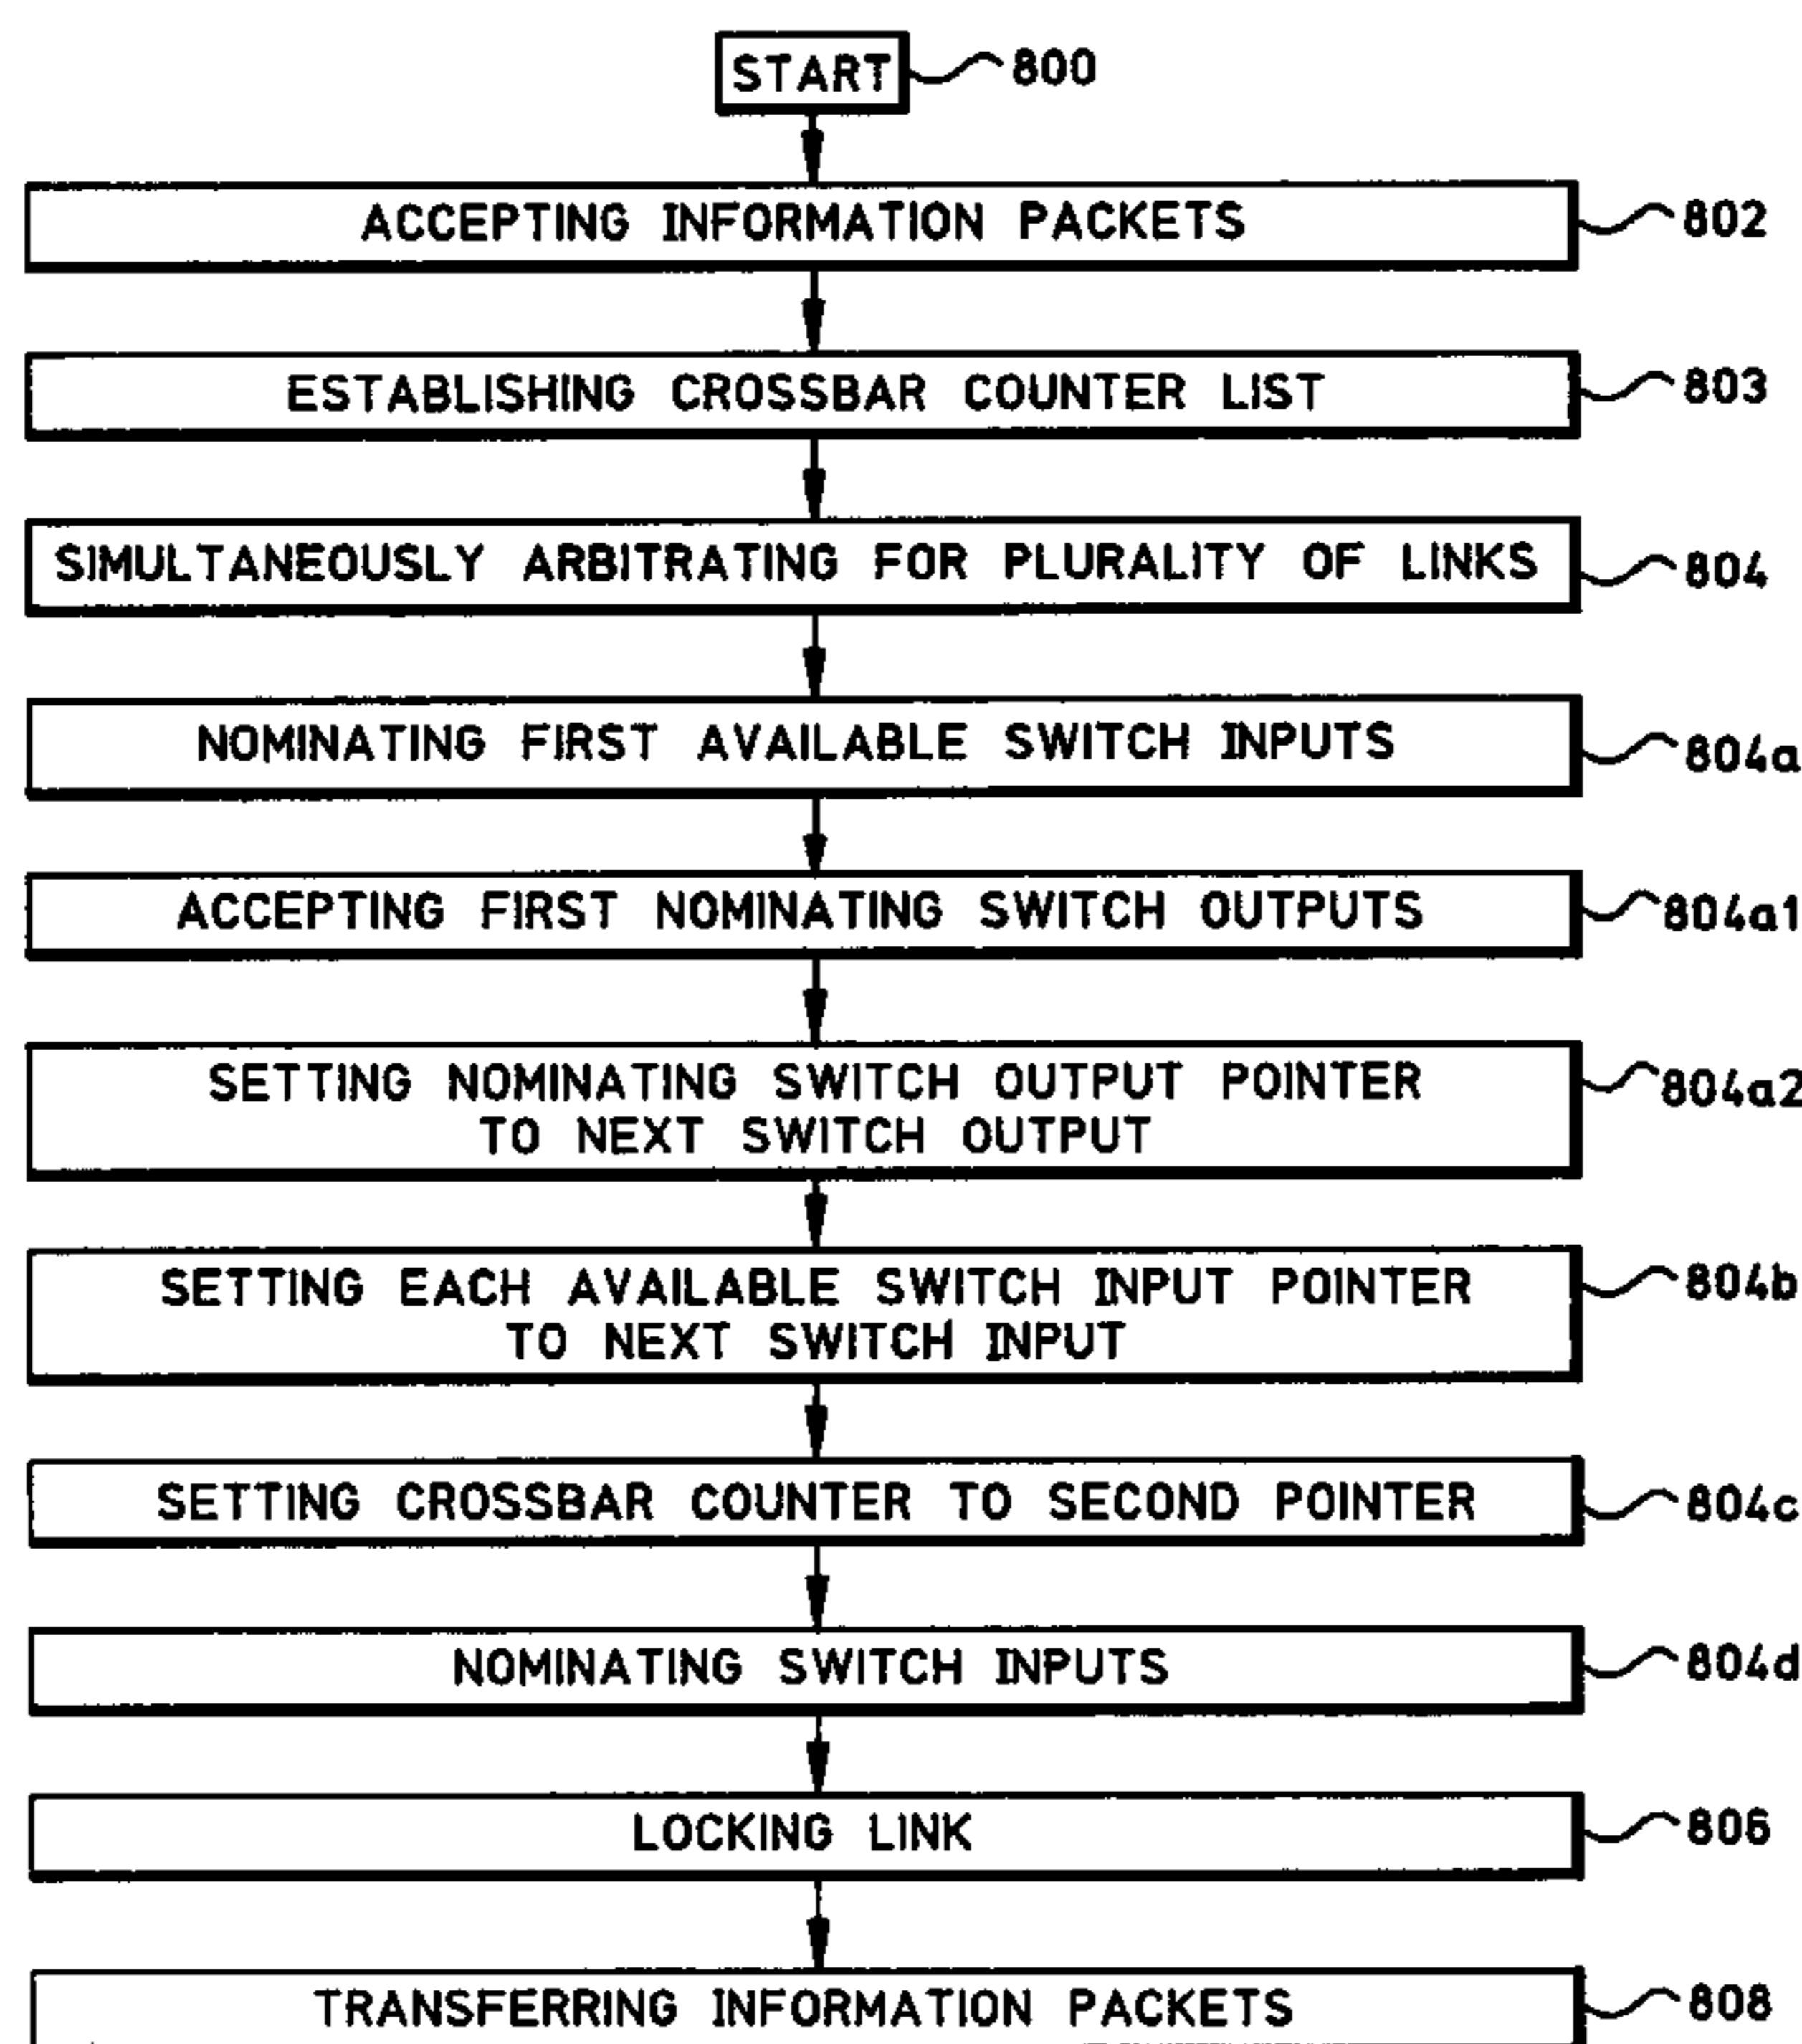 START 800
ACCEPTING INFORMATION PACKETS 802
ESTABLISHING CROSSBAR COUNTER LIST 803
SIMULTANEOUSLY ARBITRATING FOR PLURALITY OF LINKS 804
NOMINATING FIRST AVAILABLE SWITCH INPUTS 804a
ACCEPTING FIRST NOMINATING SWITCH OUTPUTS 804a1
SETTING NOMINATING SWITCH OUTPUT POINTER 804a2
TO NEXT SWITCH OUTPUT
SETTING EACH AVAILABLE SWITCH INPUT POINTER 804b
TO NEXT SWITCH INPUT
SETTING CROSSBAR COUNTER TO SECOND POINTER 804c
NOMINATING SWITCH INPUTS 804d
LOCKING LINK 806
TRANSFERRING INFORMATION PACKETS 808